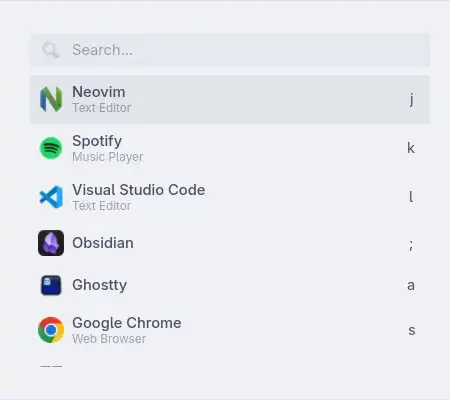 Search...
Neovim
Text Editor
j
Spotify
Music Player
k
Visual Studio Code
Text Editor
l
Obsidian
;
Ghostty
a
Google Chrome
Web Browser
s